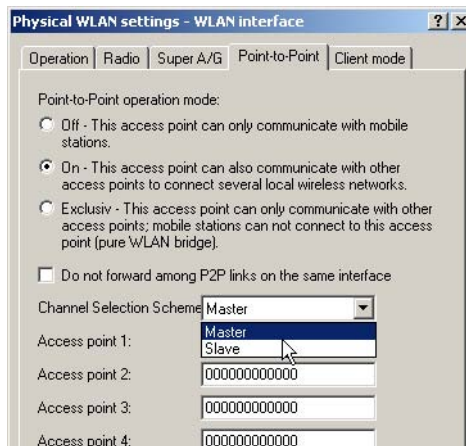 Physical WLAN settings - WLAN interface
Operation Radio Super A/G Point-to-Point Client mode
Point-to-Point operation mode:
Off - This access point can only communicate with mobile
stations.
On - This access point can also communicate with other
access points to connect several local wireless networks.
Exclusiv - This access point can only communicate with other
access points; mobile stations can not connect to this access
point (pure WLAN bridge).
Do not forward among P2P links on the same interface
Channel Selection Scheme Master
Master
Access point 1:
Slave
Access point 2: 000000000000
Access point 3: 000000000000
Access point 4: 000000000000